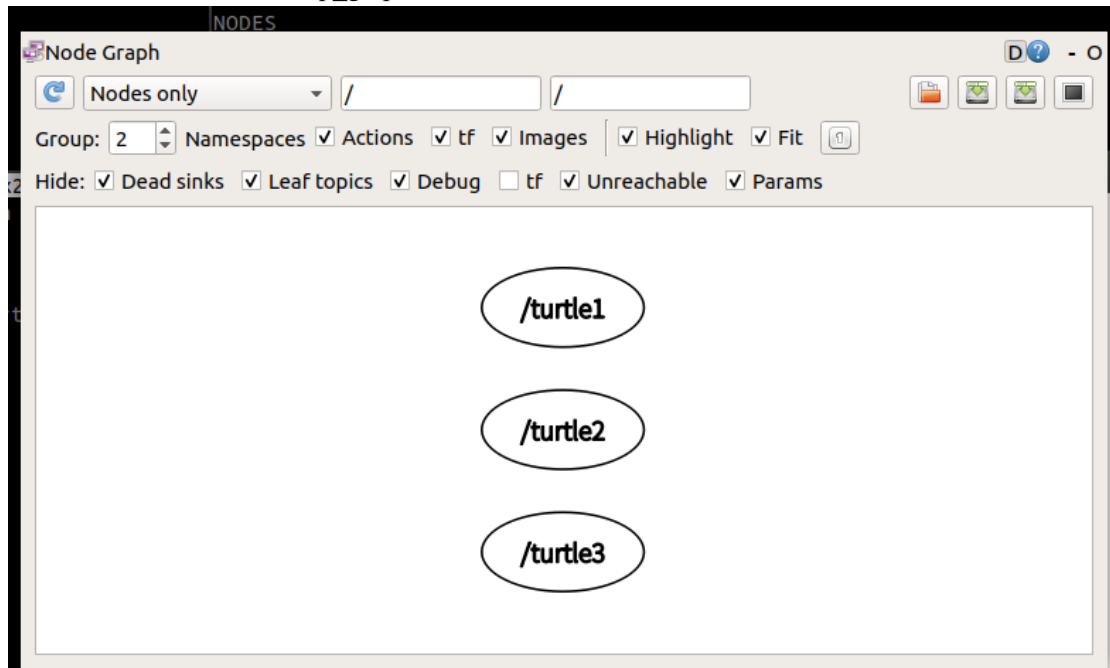 NODES
Node Graph D ? - O
Nodes only / /
Group: 2 Namespaces Actions tf Images Highlight Fit
Hide: Dead sinks Leaf topics Debug tf Unreachable Params
/turtle1
/turtle2
/turtle3